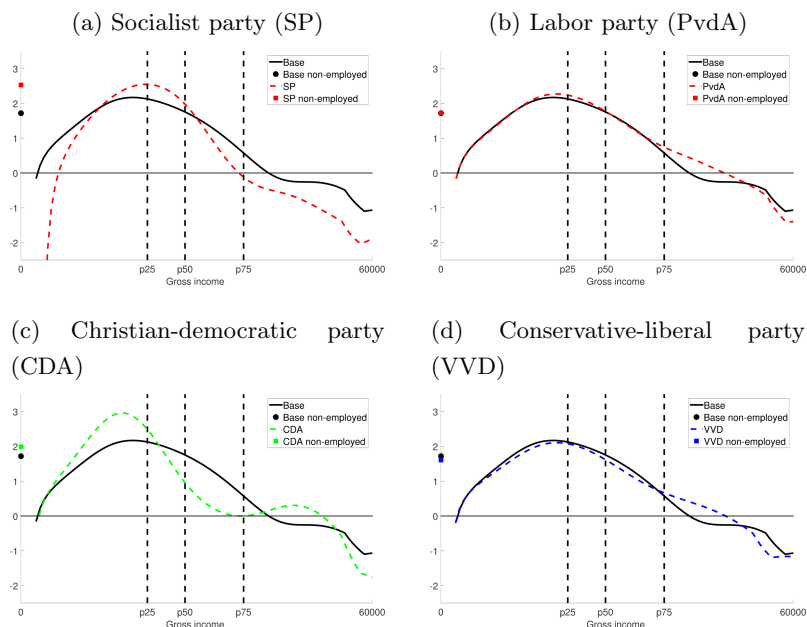 (a) Socialist party (SP)
3
2
1
0
-1
-2
Base
Base non-employed
SP
SP non-employed
0
p25
p50
p75
60000
Gross income
(b) Labor party (PvdA)
3
2
1
0
-1
-2
Base
Base non-employed
PvdA
PvdA non-employed
0
p25
p50
p75
60000
Gross income
(c) Christian-democratic party
(CDA)
3
2
1
0
-1
-2
Base
Base non-employed
CDA
CDA non-employed
0
p25
p50
p75
60000
Gross income
(d) Conservative-liberal party
(VVD)
3
2
1
0
-1
-2
Base
Base non-employed
VVD
VVD non-employed
0
p25
p50
p75
60000
Gross income